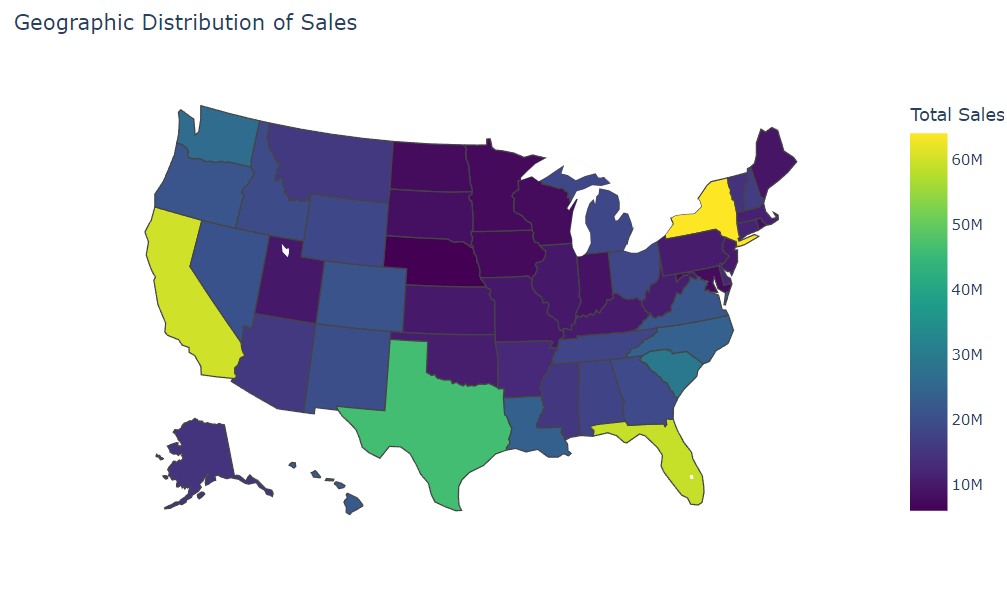 Geographic Distribution of Sales
Total Sales
60M
50M
40M
30M
20M
10M